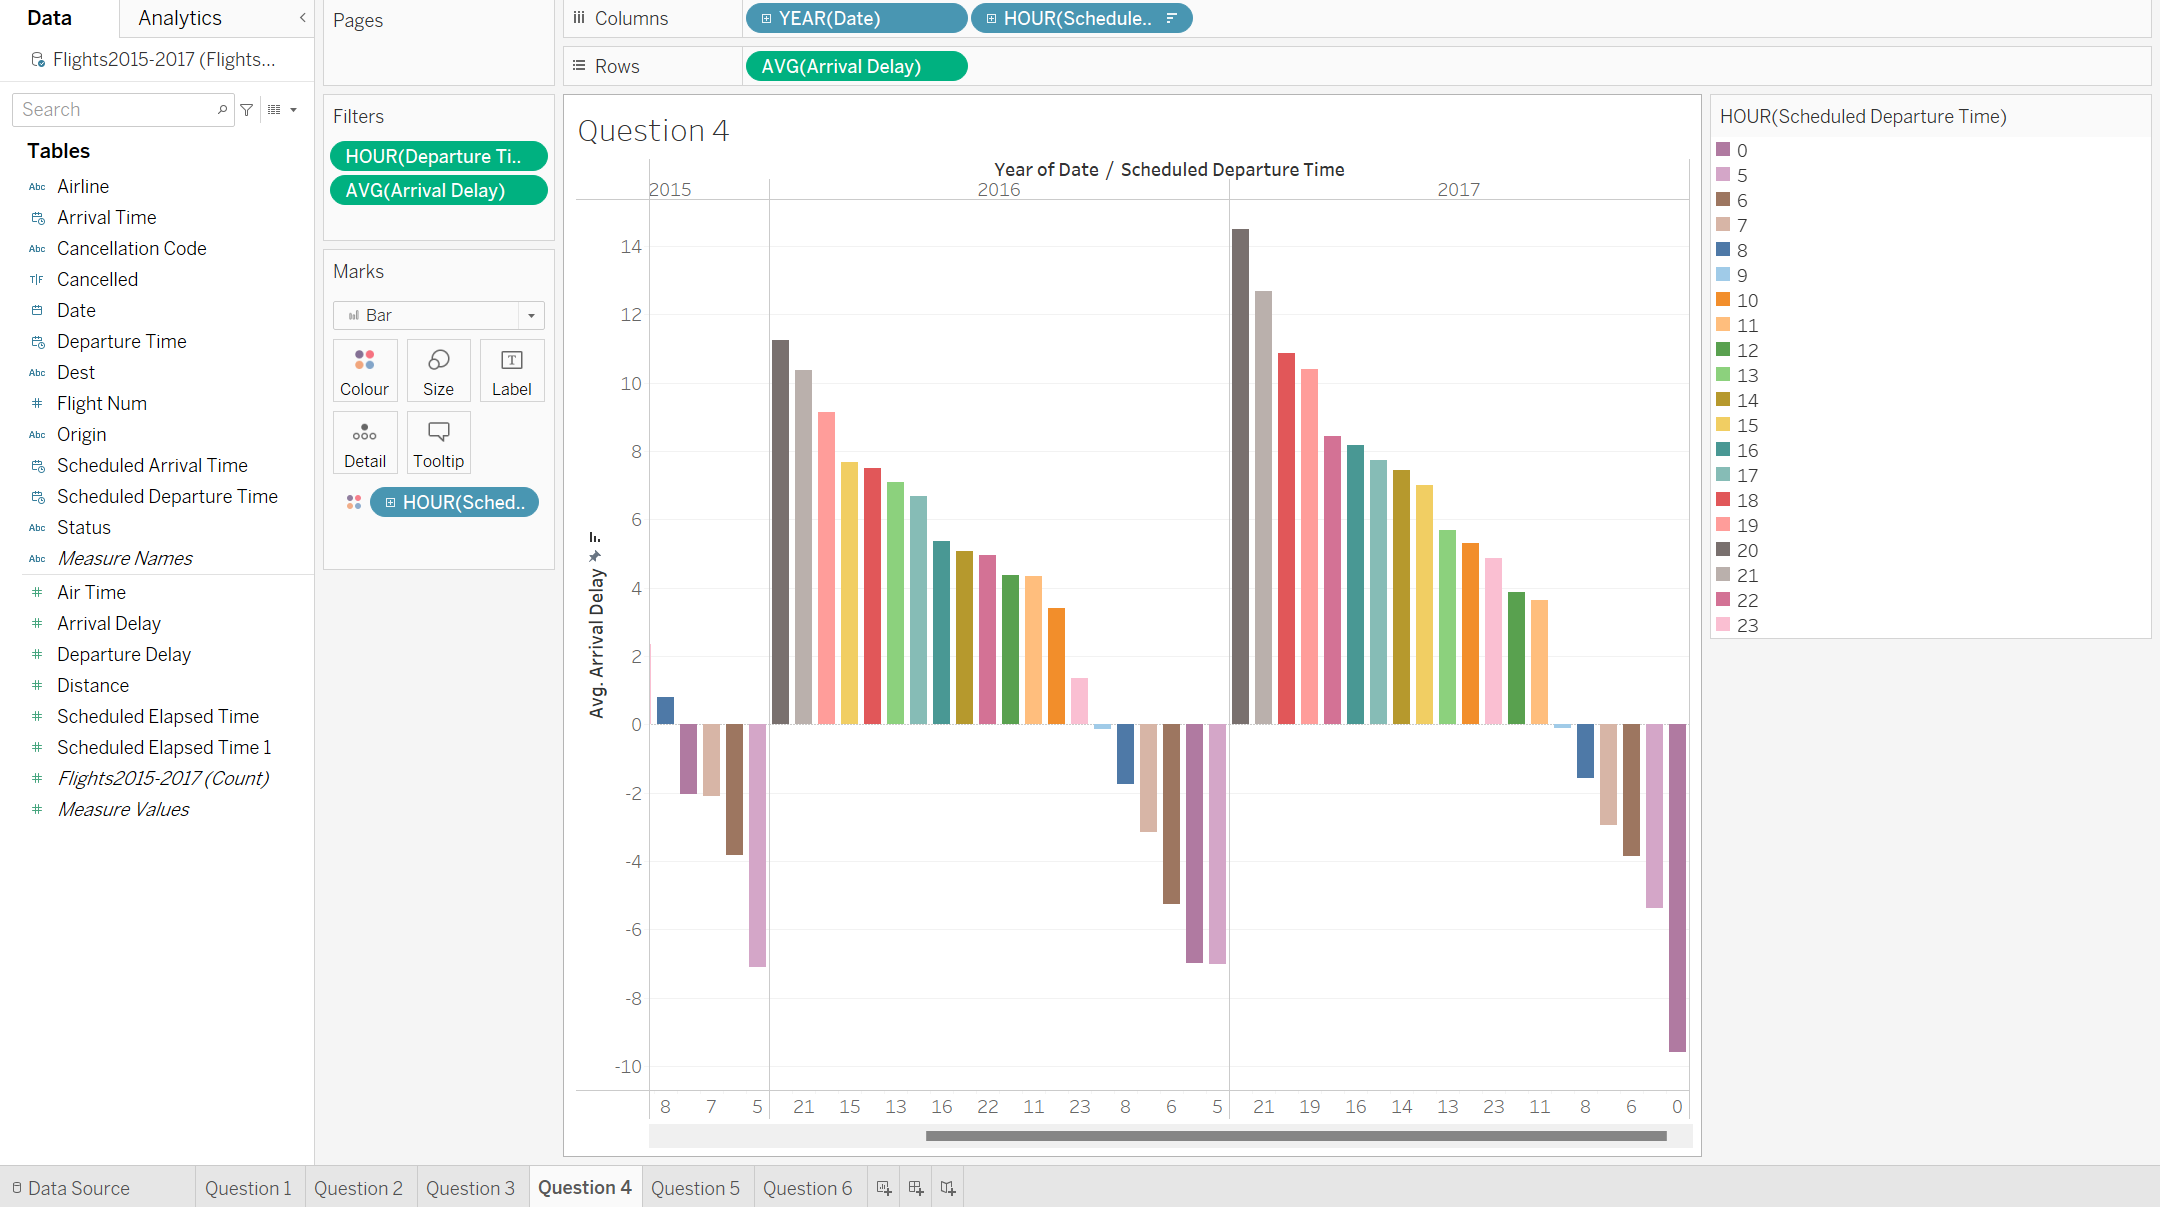 Data
Analytics
Flights2015-2017 (Flights...
Search
Tables
Abc Airline
Arrival Time
Abc Cancellation Code
T|F Cancelled
Date
Departure Time
Abc Dest
# Flight Num
Abc Origin
Scheduled Arrival Time
Scheduled Departure Time
Abc Status
Abc Measure Names
# Air Time
# Arrival Delay
# Departure Delay
# Distance
# Scheduled Elapsed Time
# Scheduled Elapsed Time 1
# Flights2015-2017 (Count)
# Measure Values
Pages
Filters
HOUR(Departure Ti..
AVG(Arrival Delay)
Marks
Bar
Colour
Size
T
Label
Detail
Tooltip
HOUR(Sched..
Columns
YEAR(Date)
HOUR(Schedule..
Rows
AVG(Arrival Delay)
Question 4
Year of Date / Scheduled Departure Time
2015 2016 2017
Avg. Arrival Delay
14
12
10
8
6
4
2
0
-2
-4
-6
-8
-10
8 7 5 21 15 13 16 22 11 23 8 6 5 21 19 16 14 13 23 11 8 6 0
HOUR(Scheduled Departure Time)
0
5
6
7
8
9
10
11
12
13
14
15
16
17
18
19
20
21
22
23
Data Source
Question 1
Question 2
Question 3
Question 4
Question 5
Question 6